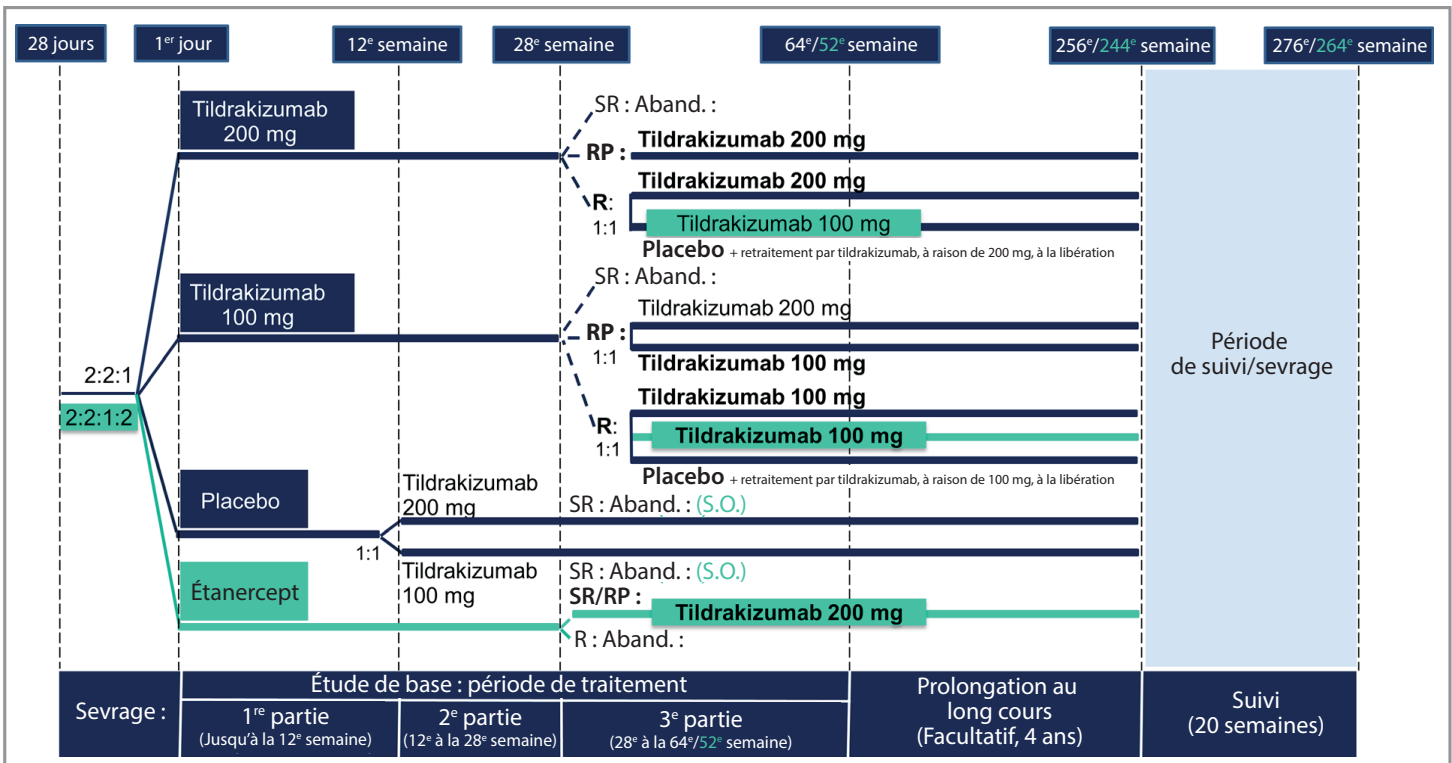 28 jours
1er jour
12e semaine
28e semaine
64e/52e semaine
256e/244e semaine
276e/264e semaine
Tildrakizumab
200 mg
SR : Aband. :
RP :
Tildrakizumab 200 mg
Tildrakizumab 200 mg
R:
1:1
Tildrakizumab 100 mg
Placebo + retraitement par tildrakizumab, à raison de 200 mg, à la libération
Tildrakizumab
100 mg
SR : Aband. :
Tildrakizumab 200 mg
RP :
1:1
Tildrakizumab 100 mg
Tildrakizumab 100 mg
R:
1:1
Tildrakizumab 100 mg
Placebo + retraitement par tildrakizumab, à raison de 100 mg, à la libération
2:2:1
2:2:1:2
Placebo
1:1
Tildrakizumab
200 mg
SR : Aband. : (S.O.)
Tildrakizumab
100 mg
SR : Aband. : (S.O.)
Étanercept
SR/RP :
Tildrakizumab 200 mg
R : Aband. :
Période
de suivi/sevrage
Sevrage :
Étude de base : période de traitement
1re partie
(Jusqu'à la 12e semaine)
2e partie
(12e à la 28e semaine)
3e partie
(28e à la 64e/52e semaine)
Prolongation au
long cours
(Facultatif, 4 ans)
Suivi
(20 semaines)